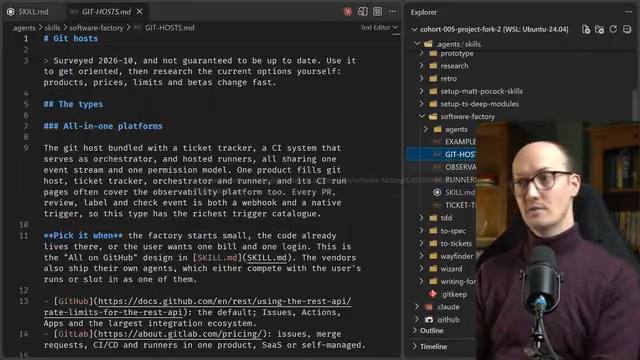 SKILL.md
GIT-HOSTS.md
.agents > skills > software-factory > GIT-HOSTS.md
Text Editor
1 # Git hosts
2
3 > Surveyed 2026-10, and not guaranteed to be up to date. Use it
to get oriented, then research the current options yourself:
products, prices, limits and betas change fast.
4
5 ## The types
6
7 ### All-in-one platforms
8
9 The git host bundled with a ticket tracker, a CI system that
serves as orchestrator, and hosted runners, all sharing one
event stream and one permission model. One product fills git
host, ticket tracker, orchestrator and runner, and its CI run
pages often cover the observability platform too. Every PR,
review, label and check event is both a webhook and a native
trigger, so this type has the richest trigger catalogue.
10
11 **Pick it when** the factory starts small, the code already
lives there, or the user wants one bill and one login. This is
the "All on GitHub" design in [SKILL.md](SKILL.md). The vendors
also ship their own agents, which either compete with the user's
runs or slot in as one of them.
12
13 - [GitHub](https://docs.github.com/en/rest/using-the-rest-api/
rate-limits-for-the-rest-api): the default; Issues, Actions,
Apps and the largest integration ecosystem.
14 - [GitLab](https://about.gitlab.com/pricing/): issues, merge
requests, CI/CD and runners in one product, SaaS or self-managed.
Explorer
cohort-005-project-fork-2 [WSL: Ubuntu-24.04]
.agents/skills
prototype
research
retro
setup-matt-pocock-skills
setup-ts-deep-modules
software-factory
agents
EXAMPLE
GIT-HOS
OBSERVA
RUNNERS
SKILL.md
TICKET-T
tdd
to-spec
to-tickets
wayfinder
wizard
writing-for
.gitkeep
.claude
.github
Outline
Timeline